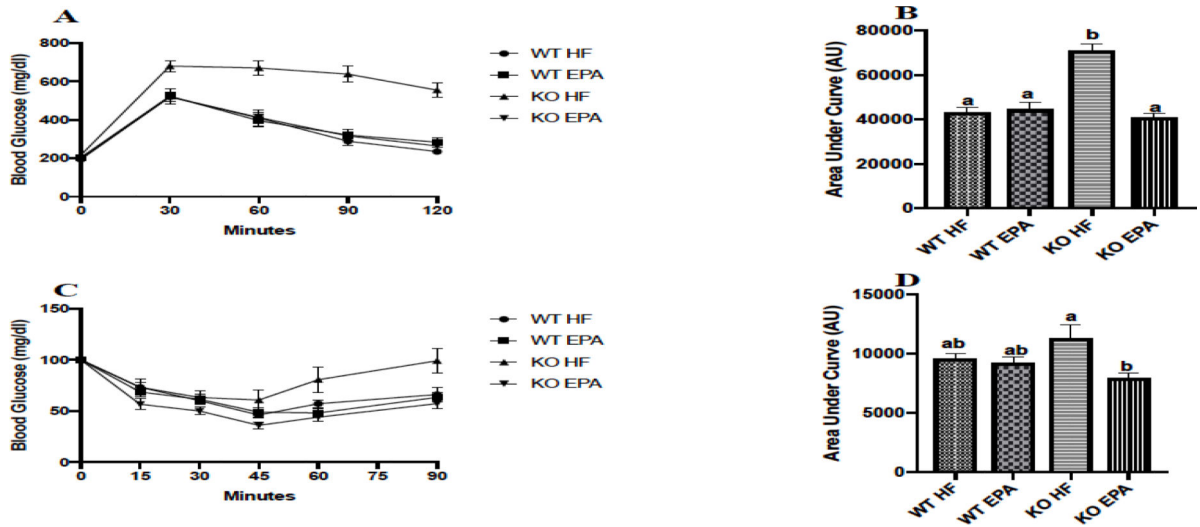 A
Blood Glucose (mg/dl)
800
600
400
200
0
0 30 60 90 120
Minutes
WT HF
WT EPA
KO HF
KO EPA
B
Area Under Curve (AU)
80000
60000
40000
20000
0
a a b a
WT HF WT EPA KO HF KO EPA
C
Blood Glucose (mg/dl)
150
100
50
0
0 15 30 45 60 75 90
Minutes
WT HF
WT EPA
KO HF
KO EPA
D
Area Under Curve (AU)
15000
10000
5000
0
ab ab a b
WT HF WT EPA KO HF KO EPA